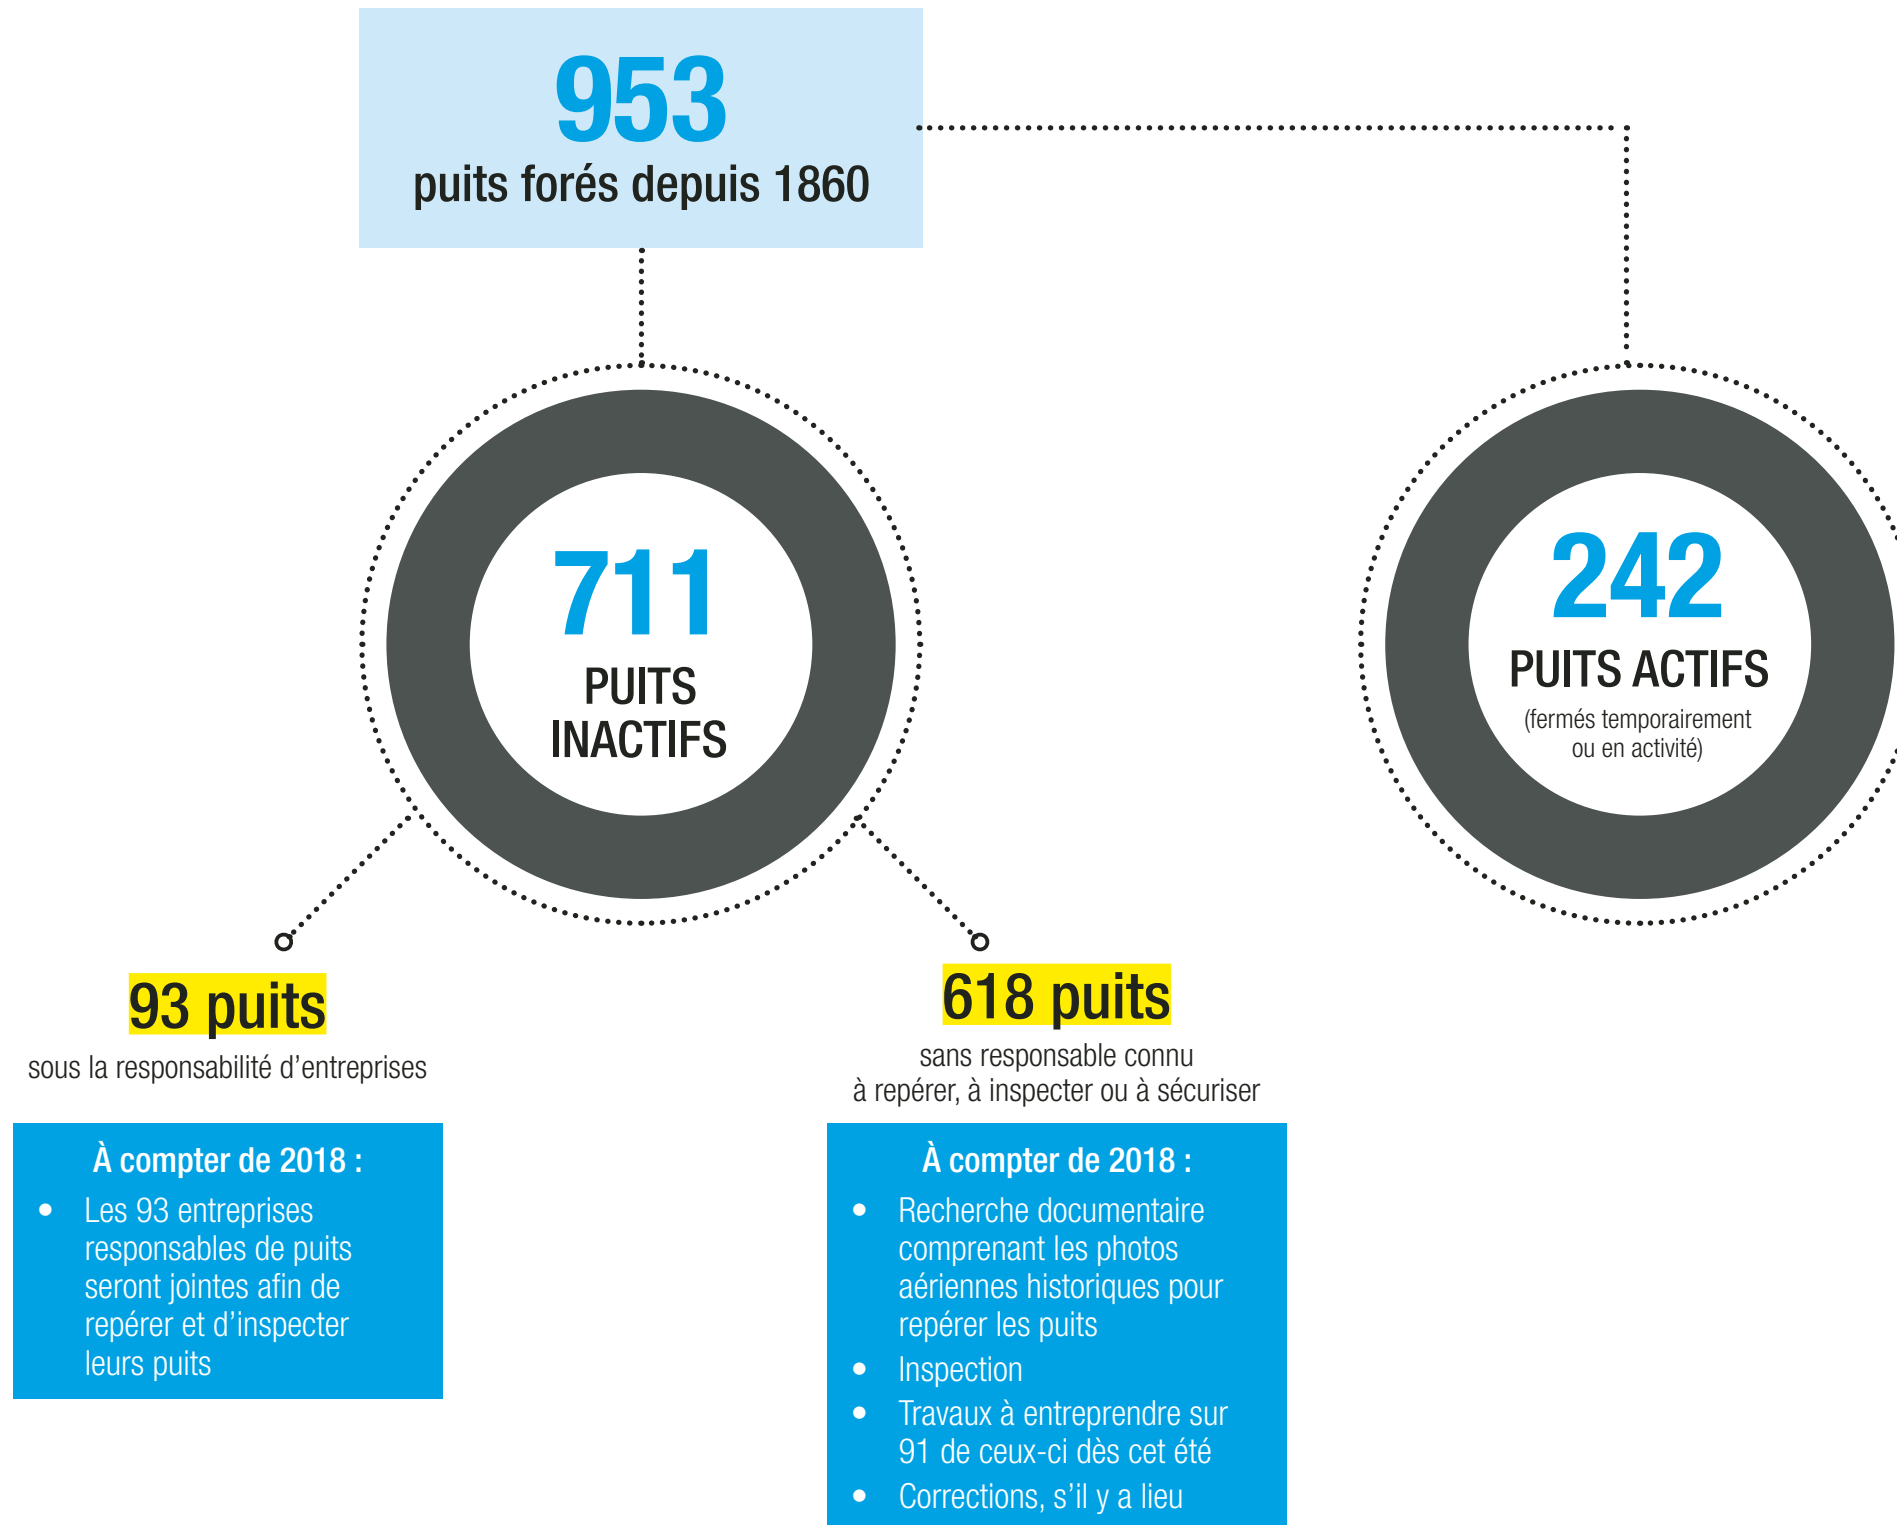 953
puits forés depuis 1860
711
PUITS
INACTIFS
242
PUITS ACTIFS
(fermés temporairement
ou en activité)
93 puits
sous la responsabilité d’entreprises
À compter de 2018 :
• Les 93 entreprises
responsables de puits
seront jointes afin de
repérer et d’inspecter
leurs puits
618 puits
sans responsable connu
à repérer, à inspecter ou à sécuriser
À compter de 2018 :
• Recherche documentaire
comprenant les photos
aériennes historiques pour
repérer les puits
• Inspection
• Travaux à entreprendre sur
91 de ceux-ci dès cet été
• Corrections, s’il y a lieu